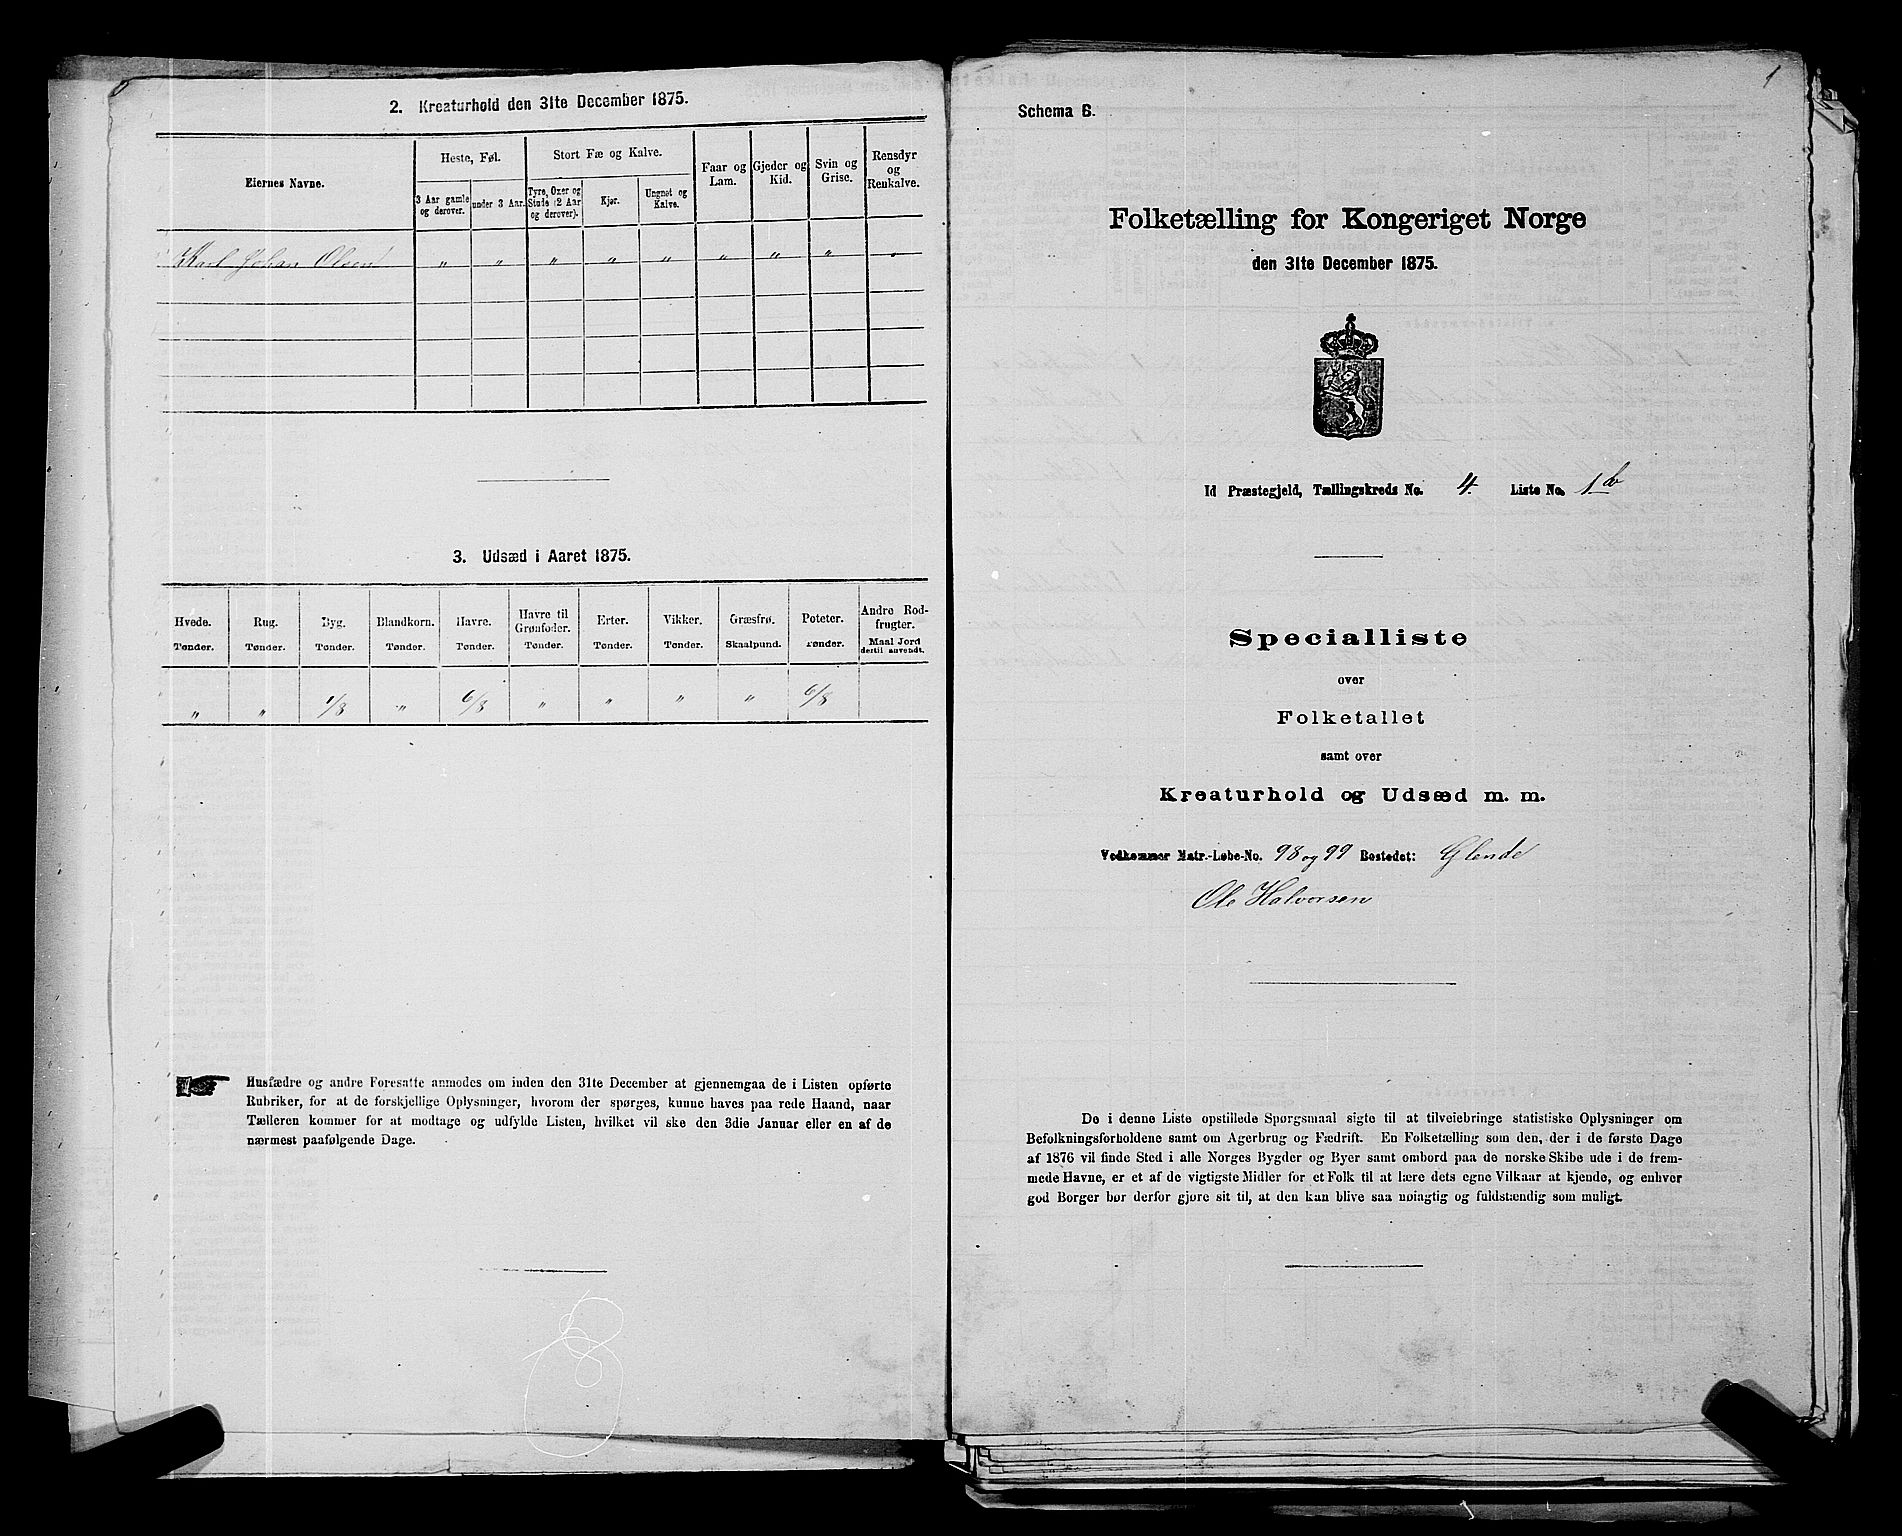 2. Kreaturhold den 31te December 1875.
Eiernes Navne.
Heste, Føl.
Stort Fæ og Kalve.
Faar og Lam.
Gjeder og Kid.
Svin og Grise.
Rensdyr og Renkalve.
3 Aar gamle og derover.
under 3 Aar.
Tyre, Oxer og Stude (2 Aar og derover).
Kjør.
Ungnøt og Kalve.
Karl Johan Olsen " " " " " " " " "
3. Udsæd i Aaret 1875.
Hvede. Rug. Byg. Blandkorn. Havre. Havre til Grønfoder. Erter. Vikker. Græsfrø. Poteter. Andre Rodfrugter.
Tønder. Tønder. Tønder. Tønder. Tønder. Tønder. Tønder. Tønder. Skaalpund. Tønder. Maal Jord dertil anvendt.
" " 1/8 " 6/8 " " " " 6/8
Husfædre og andre Foresatte anmodes om inden den 31te December at gjennemgaa de i Listen opførte
Rubriker, for at de forskjellige Oplysninger, hvorom der spørges, kunne haves paa rede Haand, naar
Tælleren kommer for at modtage og udfylde Listen, hvilket vil ske den 3die Januar eller en af de
nærmest paafølgende Dage.
1
Schema B.
Folketælling for Kongeriget Norge
den 31te December 1875.
Id Præstegjeld, Tællingskreds No. 4. Liste No. 1b
Specialliste
over
Folketallet
samt over
Kreaturhold og Udsæd m. m.
Vedkommer Matr.-Løbe-No. 98 og 99 Bostedet: Glende
Ole Halvorsen
De i denne Liste opstillede Spørgsmaal sigte til at tilveiebringe statistiske Oplysninger om
Befolkningsforholdene samt om Agerbrug og Fædrift. En Folketælling som den, der i de første Dage
af 1876 vil finde Sted i alle Norges Bygder og Byer samt ombord paa de norske Skibe ude i de frem-
mede Havne, er et af de vigtigste Midler for et Folk til at lære dets egne Vilkaar at kjende, og enhver
god Borger bør derfor gjøre sit til, at den kan blive saa nøiagtig og fuldstændig som muligt.